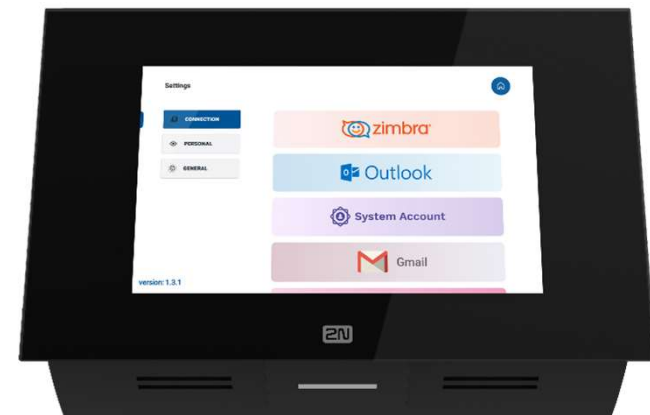 Settings
CONNECTION
PERSONAL
GENERAL
zimbra
Outlook
System Account
Gmail
version: 1.3.1
2N